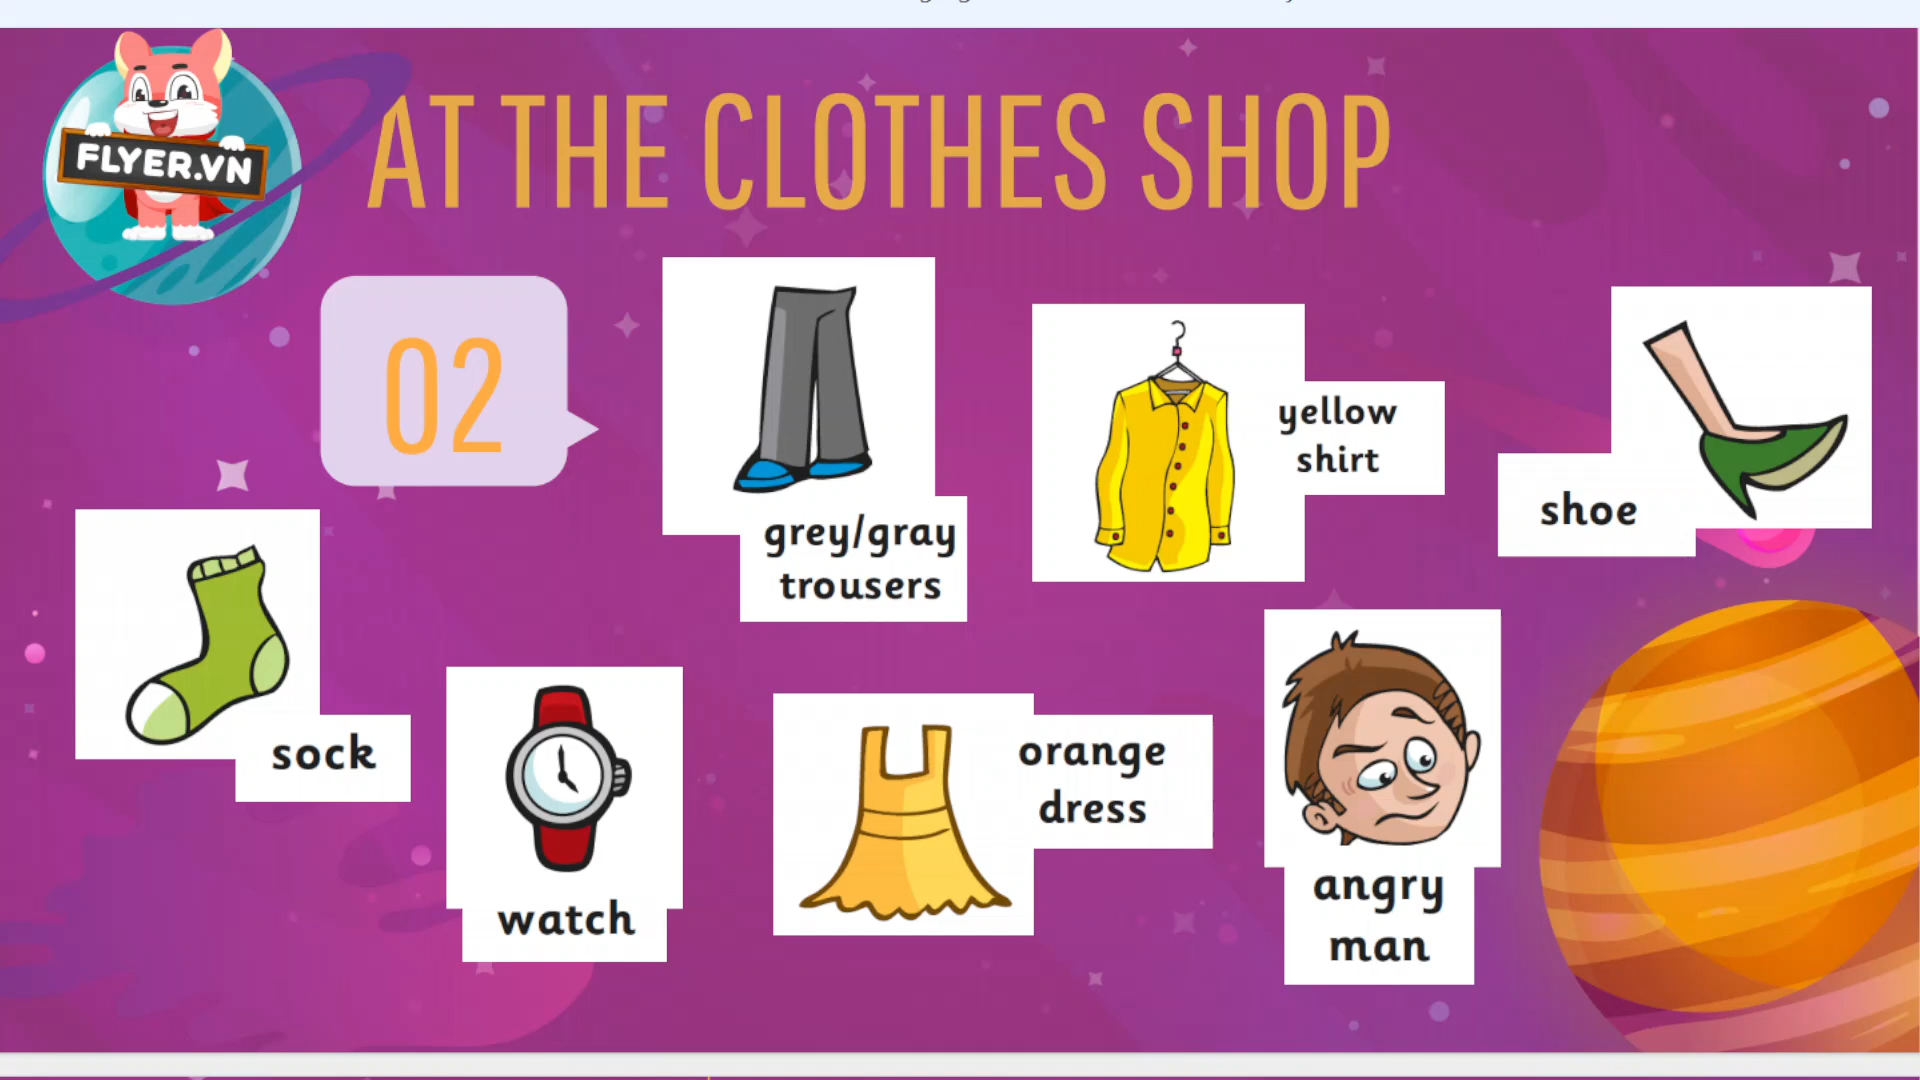 FLYER.VN
AT THE CLOTHES SHOP
02
grey/gray
trousers
yellow
shirt
shoe
sock
watch
orange
dress
angry
man